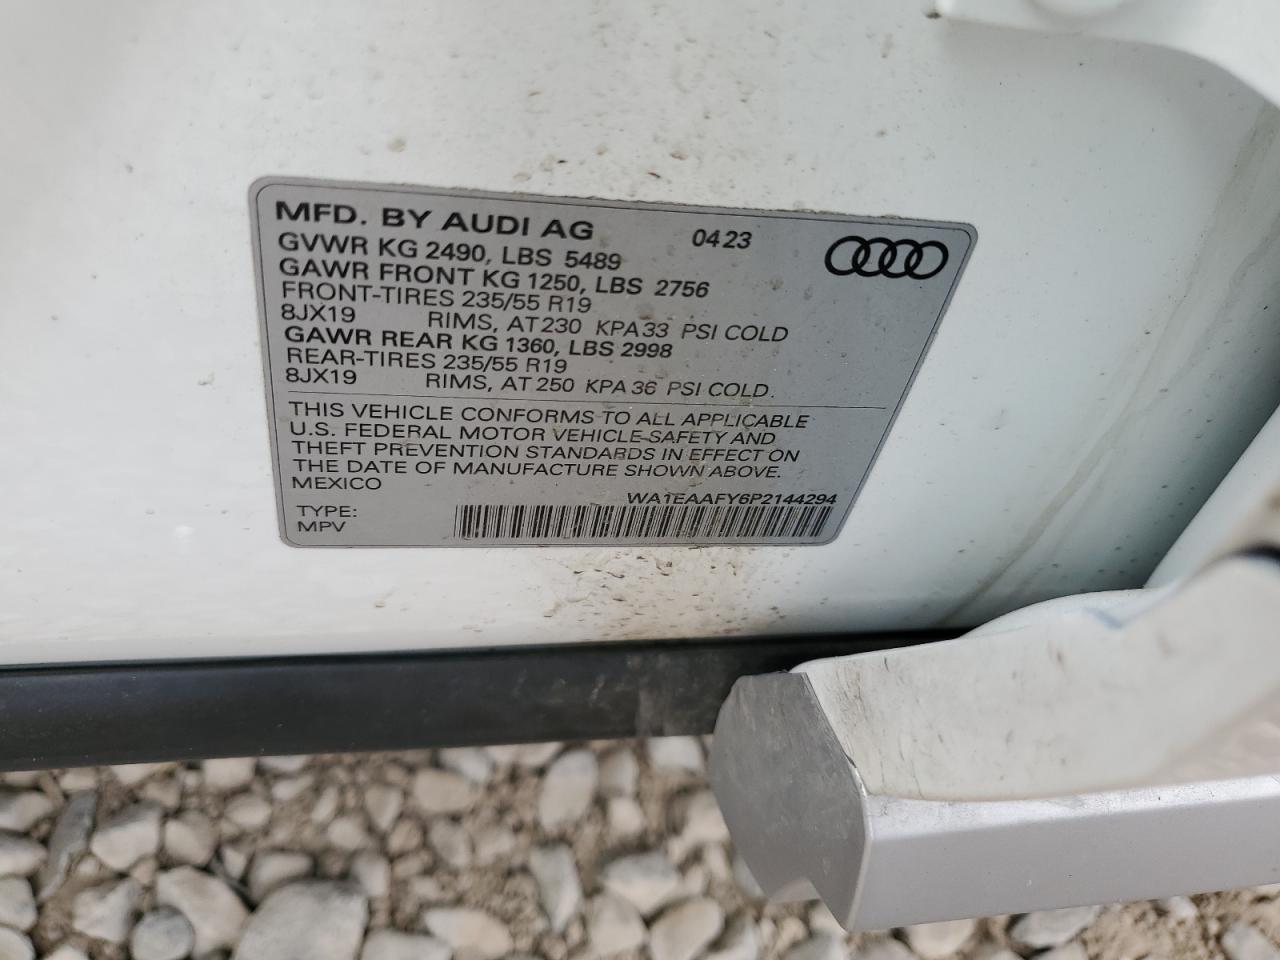 MFD. BY AUDI AG 04 23
GVWR KG 2490, LBS 5489
GAWR FRONT KG 1250, LBS 2756
FRONT-TIRES 235/55 R19
8JX19 RIMS, AT 230 KPA 33 PSI COLD
GAWR REAR KG 1360, LBS 2998
REAR-TIRES 235/55 R19
8JX19 RIMS, AT 250 KPA 36 PSI COLD.
THIS VEHICLE CONFORMS TO ALL APPLICABLE
U.S. FEDERAL MOTOR VEHICLE SAFETY AND
THEFT PREVENTION STANDARDS IN EFFECT ON
THE DATE OF MANUFACTURE SHOWN ABOVE.
MEXICO
WA1EAAFY6P2144294
TYPE:
MPV